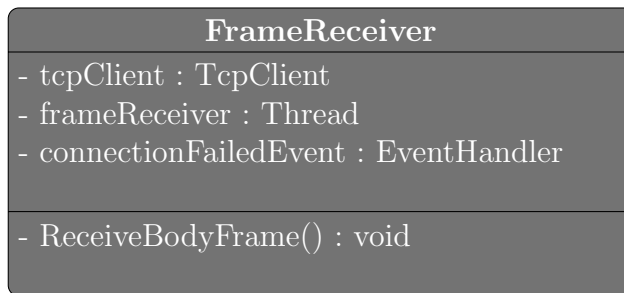 FrameReceiver
- tcpClient : TcpClient
- frameReceiver : Thread
- connectionFailedEvent : EventHandler
- ReceiveBodyFrame() : void